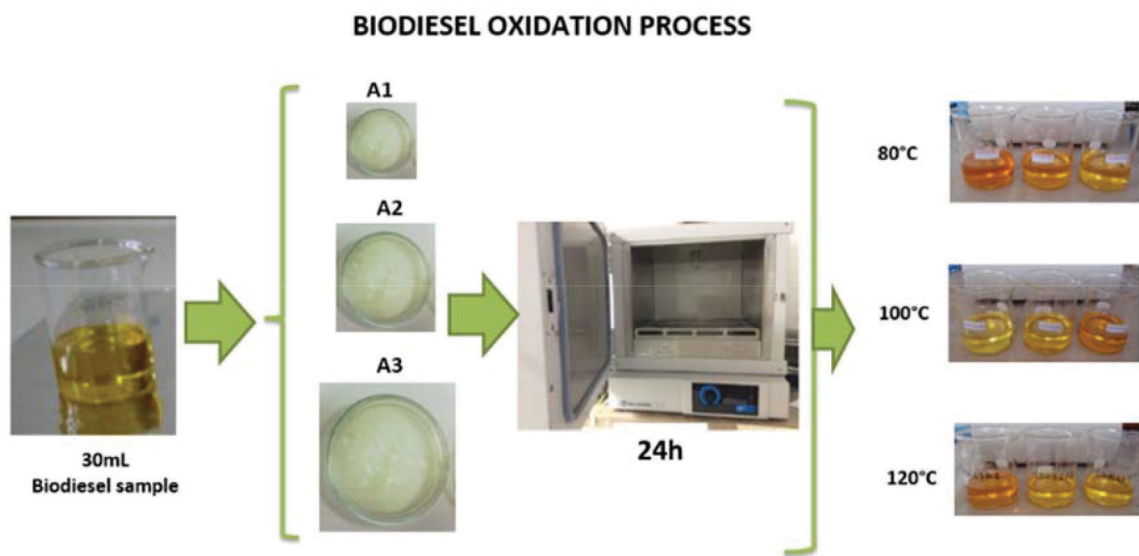 BIODIESEL OXIDATION PROCESS
A1
A2
A3
30mL
Biodiesel sample
24h
80°C
100°C
120°C